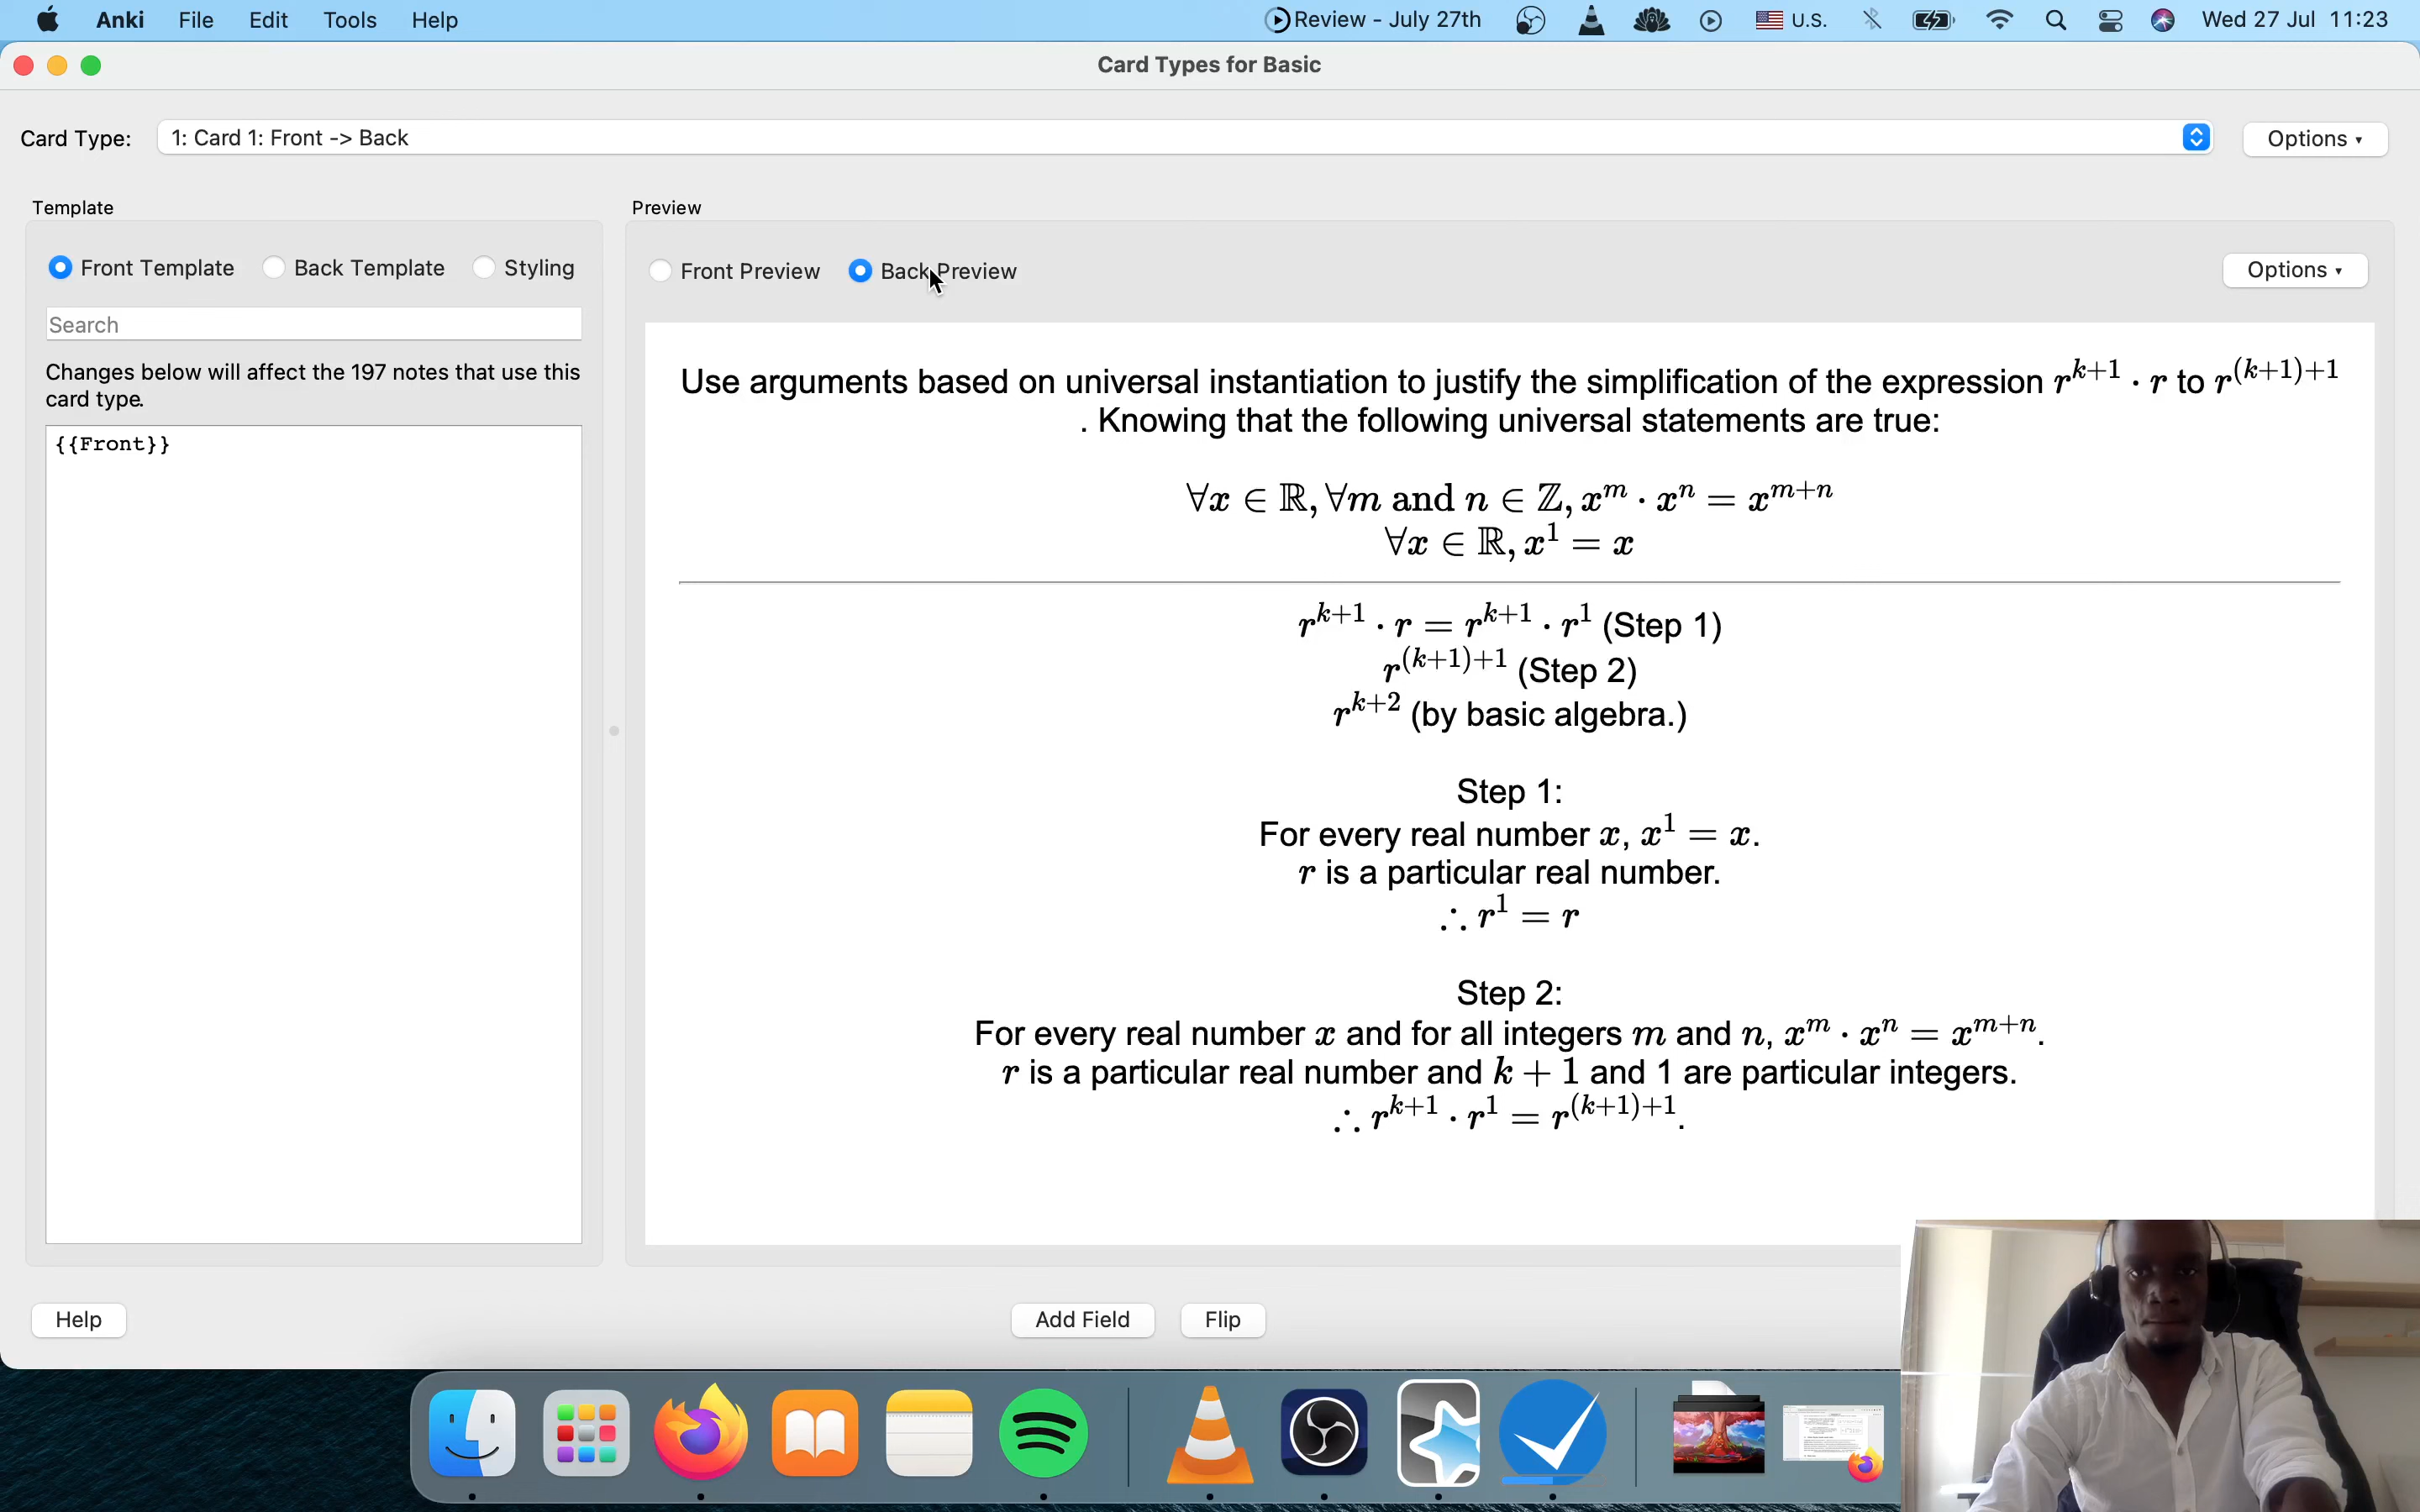 Anki File Edit Tools Help Review - July 27th U.S. Wed 27 Jul 11:23
Card Types for Basic
Card Type: 1: Card 1: Front -> Back Options
Template Preview
Front Template Back Template Styling Front Preview Back Preview Options
Search
Changes below will affect the 197 notes that use this
card type.
{{Front}}
Use arguments based on universal instantiation to justify the simplification of the expression r^{k+1} · r to r^{(k+1)+1}
. Knowing that the following universal statements are true:
∀x ∈ ℝ, ∀m and n ∈ ℤ, x^m · x^n = x^{m+n}
∀x ∈ ℝ, x^1 = x
r^{k+1} · r = r^{k+1} · r^1 (Step 1)
r^{(k+1)+1} (Step 2)
r^{k+2} (by basic algebra.)
Step 1:
For every real number x, x^1 = x.
r is a particular real number.
∴ r^1 = r
Step 2:
For every real number x and for all integers m and n, x^m · x^n = x^{m+n}.
r is a particular real number and k + 1 and 1 are particular integers.
∴ r^{k+1} · r^1 = r^{(k+1)+1}.
Help Add Field Flip